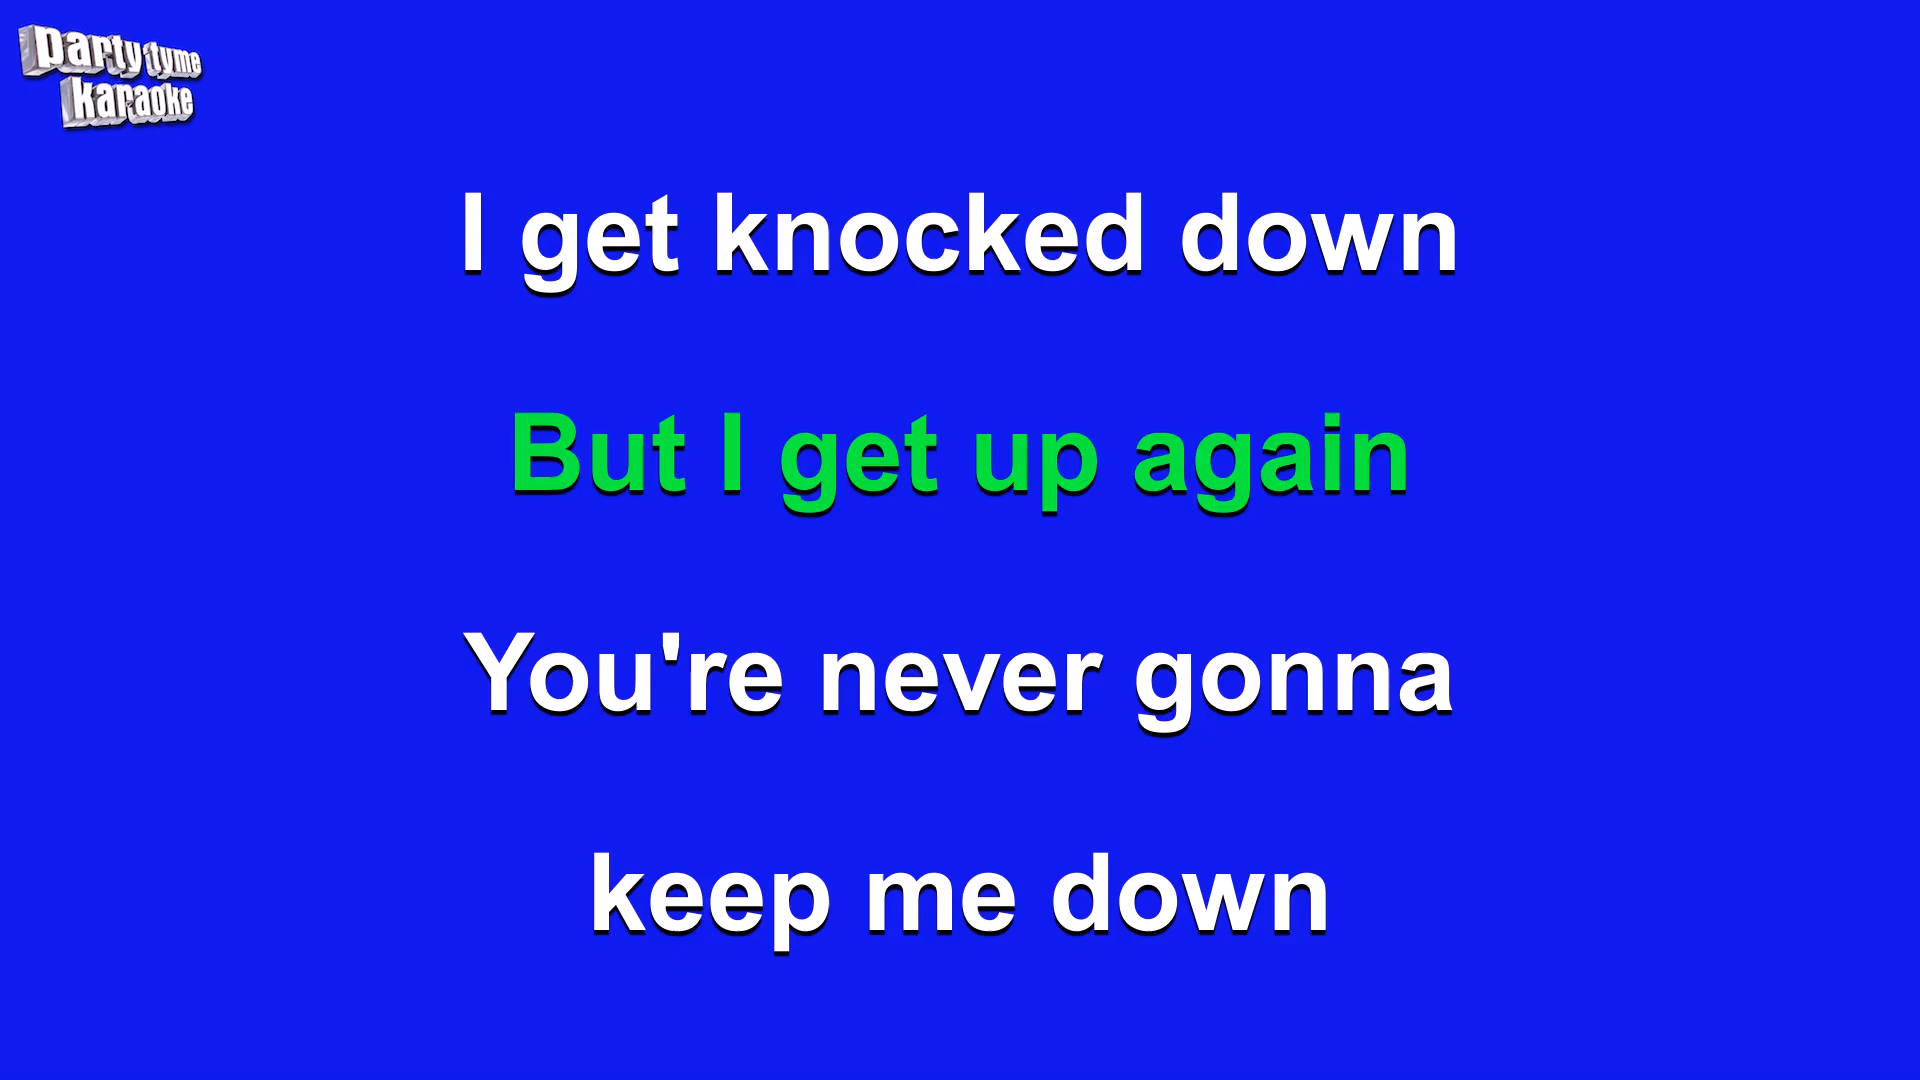 party tyme
karaoke
I get knocked down
But I get up again
You're never gonna
keep me down